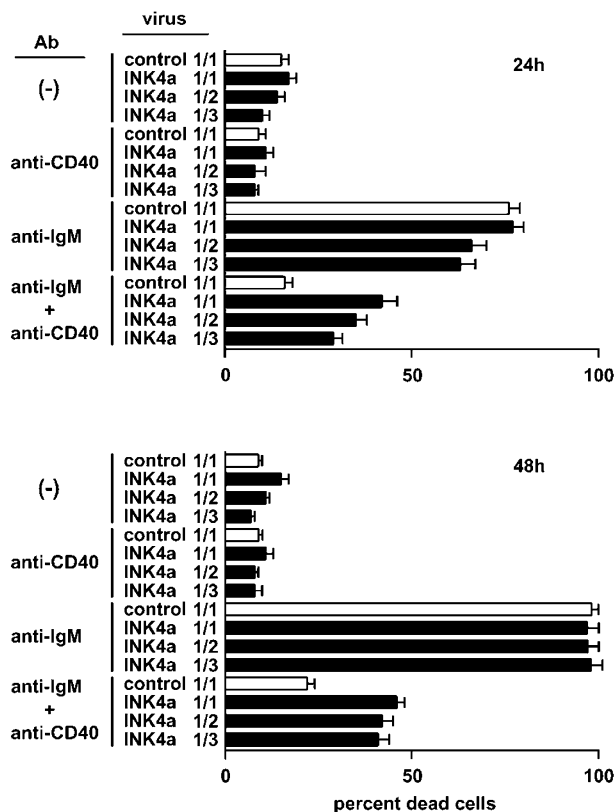 virus
Ab
24h
(-)
control 1/1
INK4a 1/1
INK4a 1/2
INK4a 1/3
anti-CD40
control 1/1
INK4a 1/1
INK4a 1/2
INK4a 1/3
anti-IgM
control 1/1
INK4a 1/1
INK4a 1/2
INK4a 1/3
anti-IgM
+
anti-CD40
control 1/1
INK4a 1/1
INK4a 1/2
INK4a 1/3
0 50 100
48h
(-)
control 1/1
INK4a 1/1
INK4a 1/2
INK4a 1/3
anti-CD40
control 1/1
INK4a 1/1
INK4a 1/2
INK4a 1/3
anti-IgM
control 1/1
INK4a 1/1
INK4a 1/2
INK4a 1/3
anti-IgM
+
anti-CD40
control 1/1
INK4a 1/1
INK4a 1/2
INK4a 1/3
0 50 100
percent dead cells